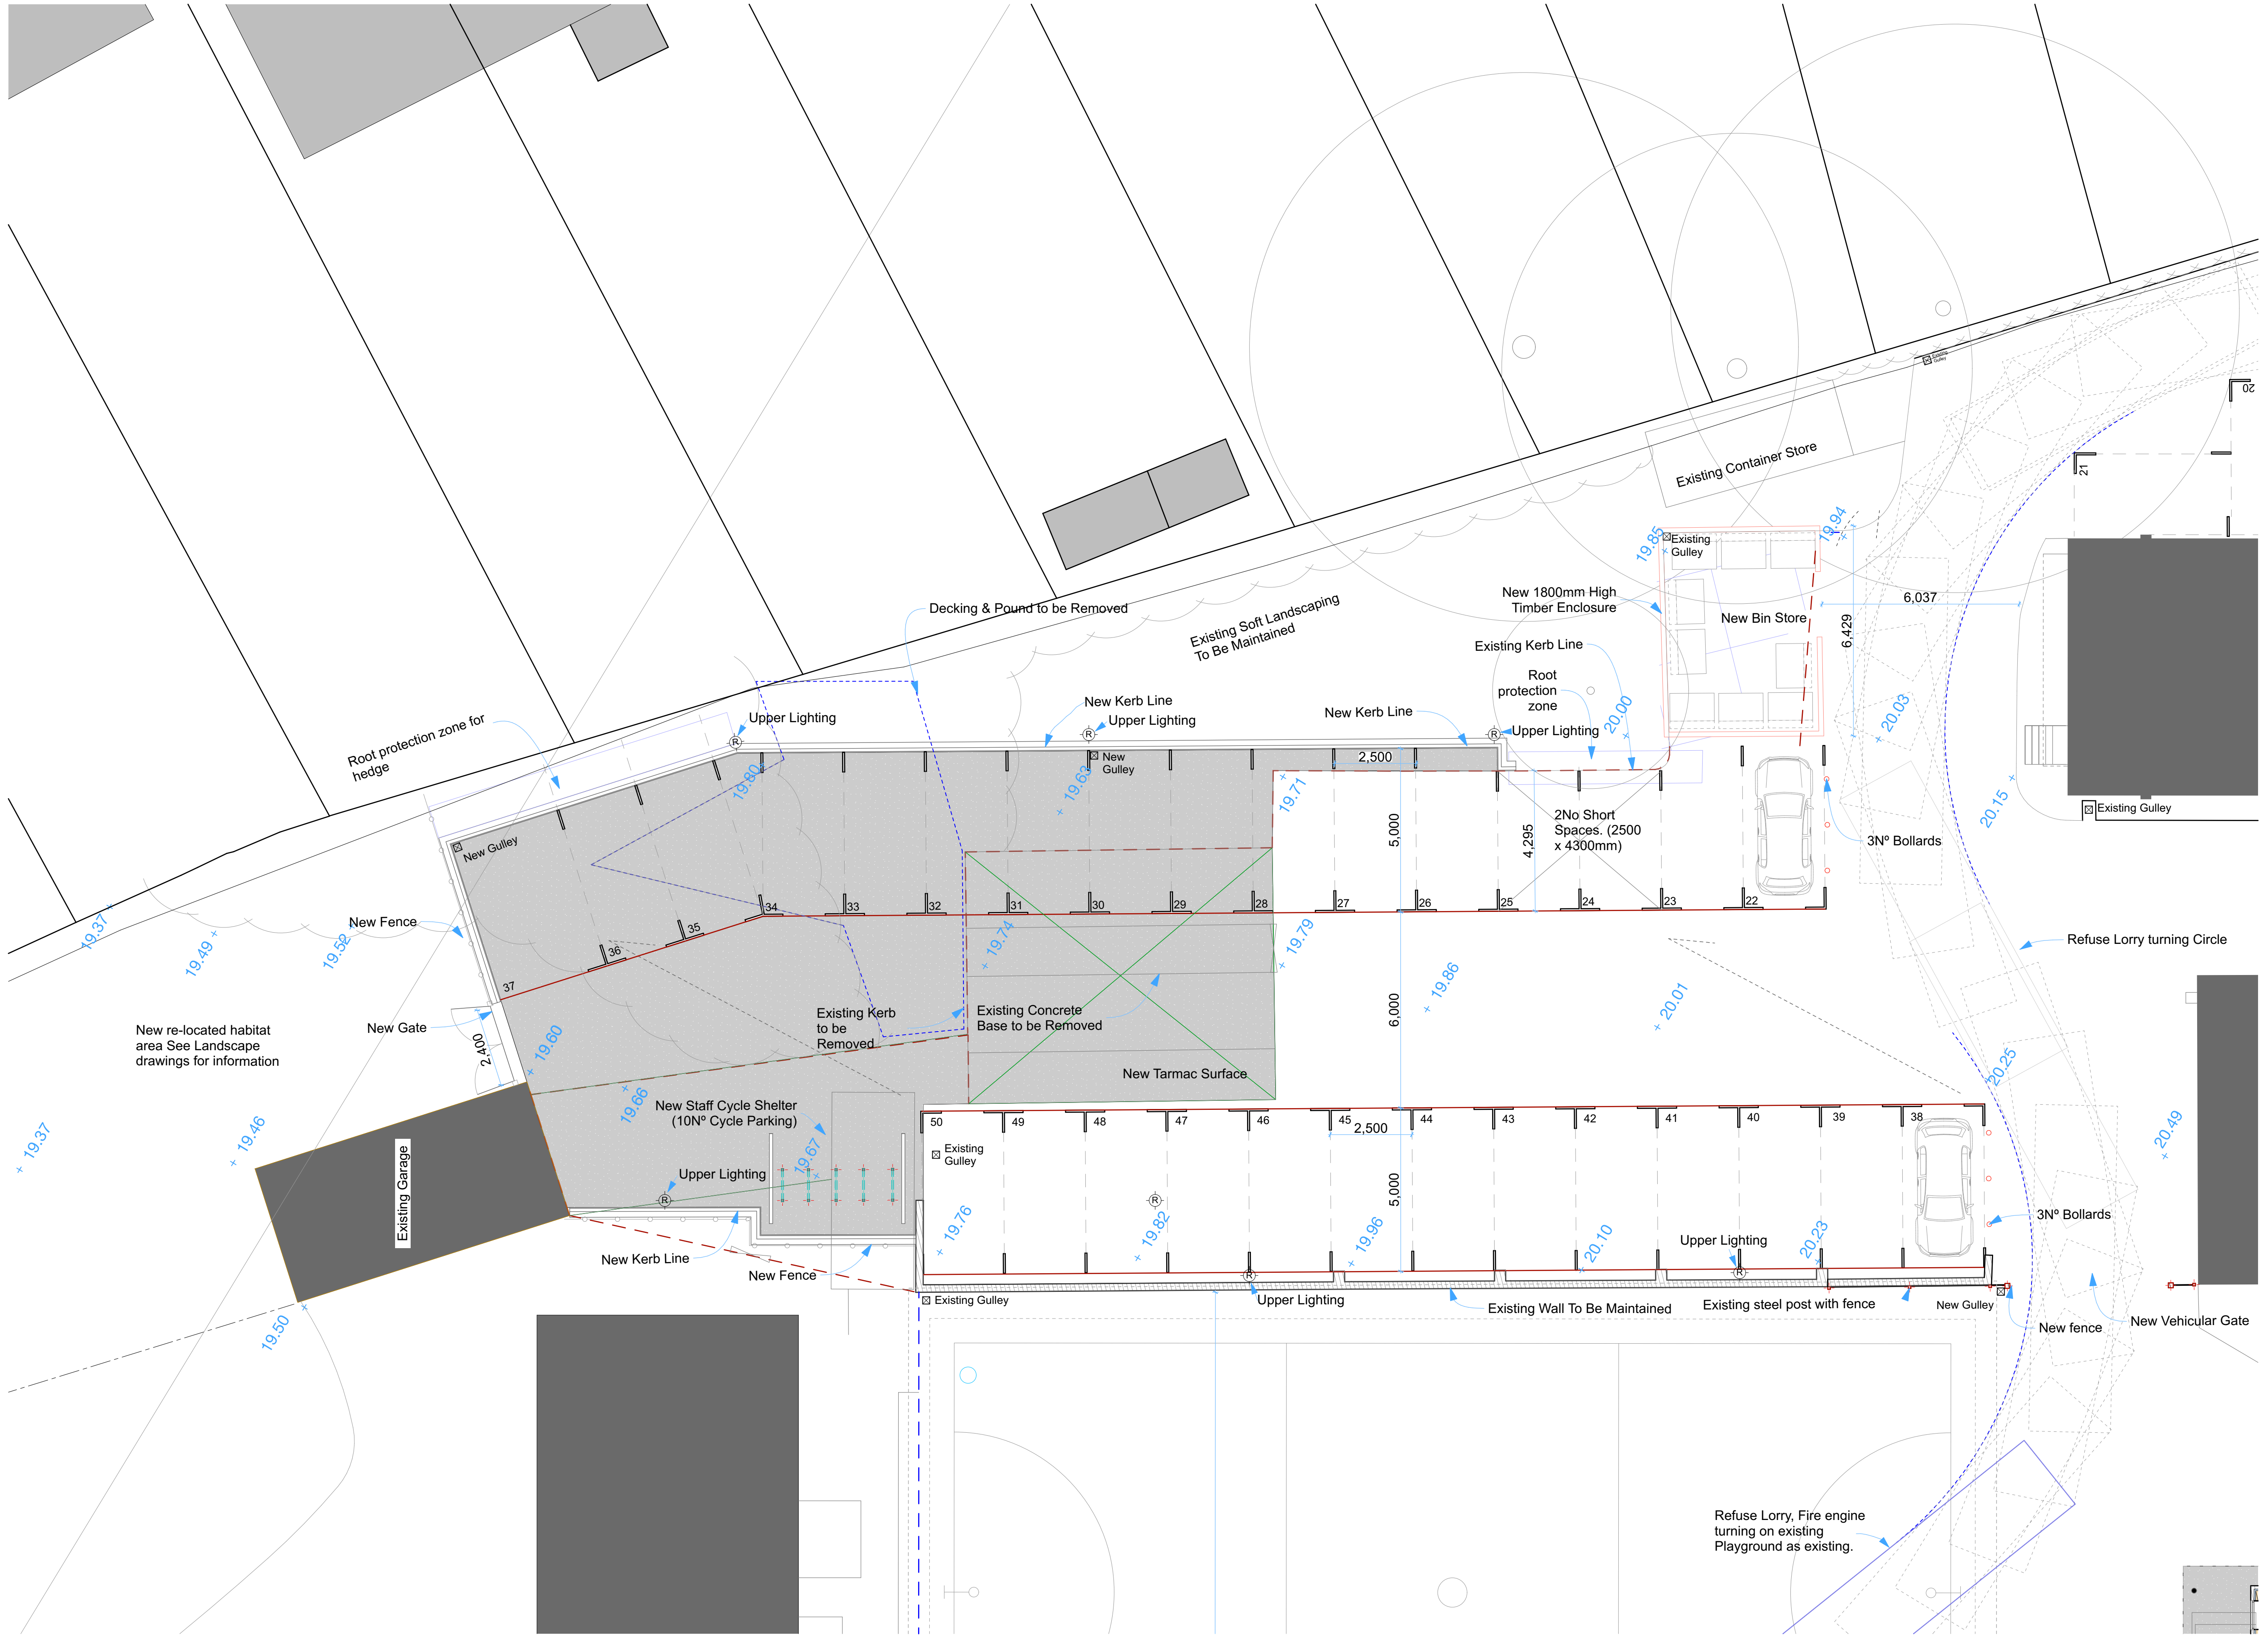 Existing
Gulley
20
21
Existing Container Store
19.85
19.94
Existing
Gulley
New 1800mm High
Timber Enclosure
New Bin Store
6,037
6,429
Decking & Pound to be Removed
Existing Soft Landscaping
To Be Maintained
Existing Kerb Line
Root
protection
zone
20.00
20.03
Root protection zone for
hedge
R
Upper Lighting
New Kerb Line
R
Upper Lighting
New Kerb Line
R
Upper Lighting
New
Gulley
2,500
19.80
19.63
19.71
20.15
Existing Gulley
New Gulley
5,000
4,295
2No Short
Spaces. (2500
x 4300mm)
3Nº Bollards
34
33
32
31
30
29
28
27
26
25
24
23
22
35
36
37
19.37
19.49
19.52
New Fence
19.74
19.79
19.86
20.01
Refuse Lorry turning Circle
New re-located habitat
area See Landscape
drawings for information
New Gate
2,400
19.60
Existing Kerb
to be
Removed
Existing Concrete
Base to be Removed
6,000
New Tarmac Surface
20.25
19.37
19.46
19.66
New Staff Cycle Shelter
(10Nº Cycle Parking)
19.67
50
49
48
47
46
45
44
43
42
41
40
39
38
2,500
20.49
Existing
Gulley
Existing Garage
Upper Lighting
R
R
5,000
3Nº Bollards
19.76
19.82
19.96
20.10
20.23
Upper Lighting
New Kerb Line
New Fence
R
R
19.50
Existing Gulley
Upper Lighting
Existing Wall To Be Maintained
Existing steel post with fence
New Gulley
New fence
New Vehicular Gate
Refuse Lorry, Fire engine
turning on existing
Playground as existing.